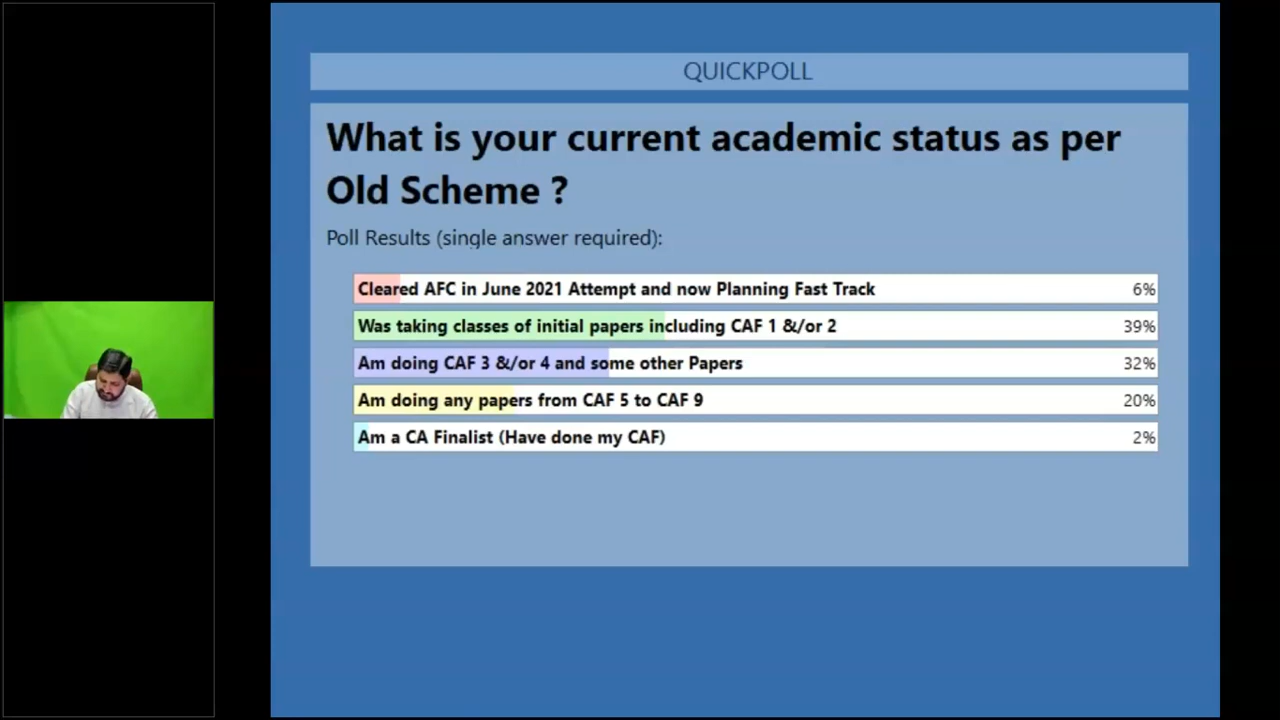 QUICKPOLL
What is your current academic status as per
Old Scheme ?
Poll Results (single answer required):
Cleared AFC in June 2021 Attempt and now Planning Fast Track 6%
Was taking classes of initial papers including CAF 1 &/or 2 39%
Am doing CAF 3 &/or 4 and some other Papers 32%
Am doing any papers from CAF 5 to CAF 9 20%
Am a CA Finalist (Have done my CAF) 2%